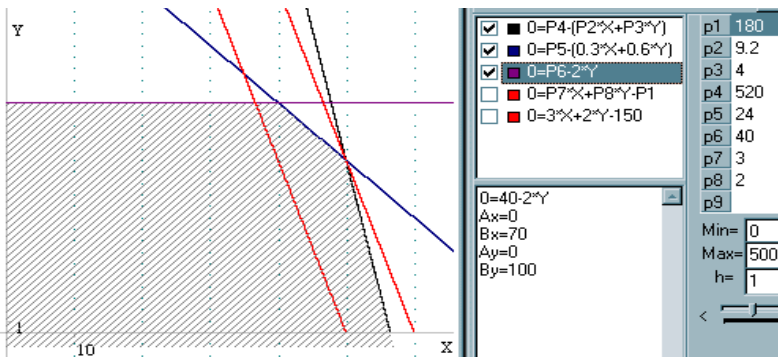 Y
1
10
X
0=P4-(P2*X+P3*Y)
0=P5-(0.3*X+0.6*Y)
0=P6-2*Y
0=P7*X+P8*Y-P1
0=3*X+2*Y-150
0=40-2*Y
Ax=0
Bx=70
Ay=0
By=100
p1 180
p2 9.2
p3 4
p4 520
p5 24
p6 40
p7 3
p8 2
p9
Min= 0
Max= 500
h= 1
<